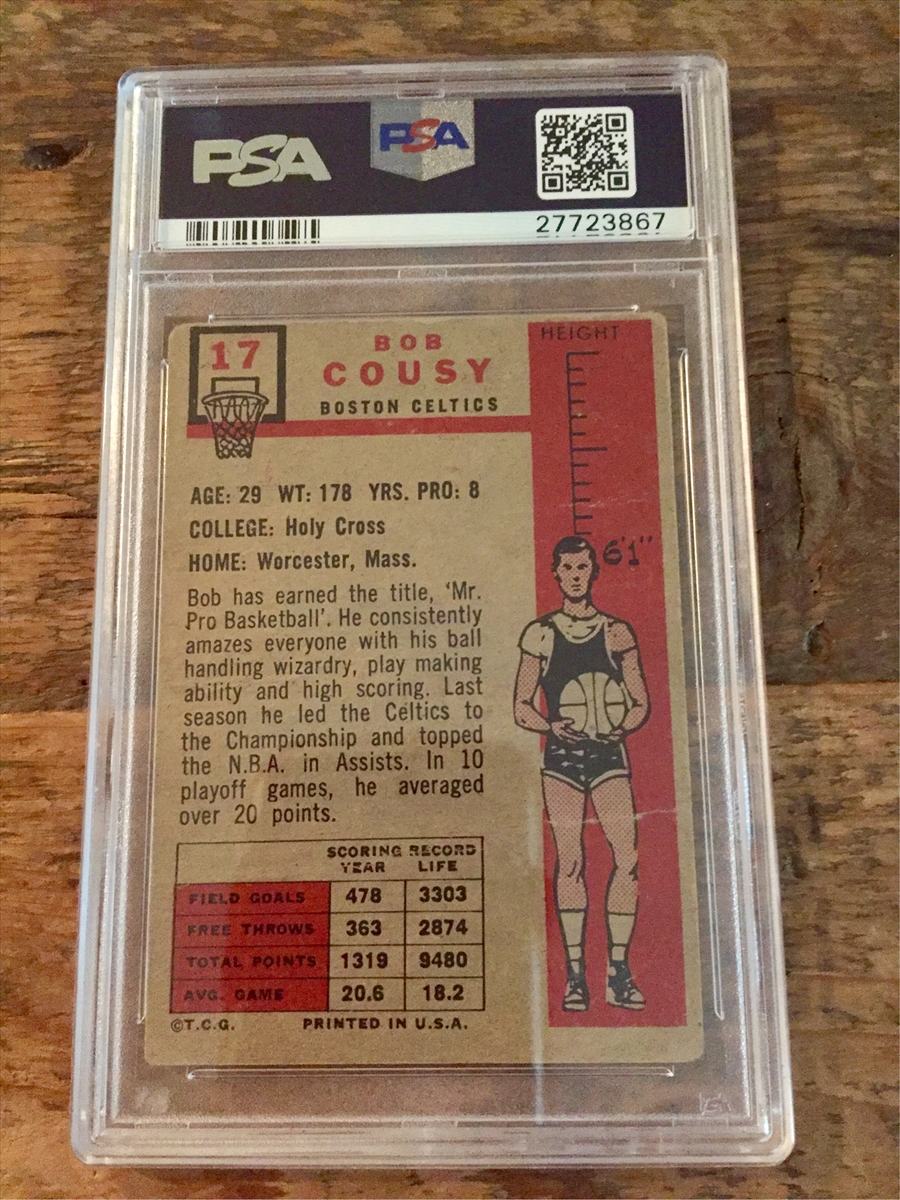 PSA
PSA
27723867
17
BOB
COUSY
BOSTON CELTICS
HEIGHT
6'1"
AGE: 29 WT: 178 YRS. PRO: 8
COLLEGE: Holy Cross
HOME: Worcester, Mass.
Bob has earned the title, 'Mr.
Pro Basketball'. He consistently
amazes everyone with his ball
handling wizardry, play making
ability and high scoring. Last
season he led the Celtics to
the Championship and topped
the N.B.A. in Assists. In 10
playoff games, he averaged
over 20 points.
SCORING RECORD
YEAR LIFE
FIELD GOALS 478 3303
FREE THROWS 363 2874
TOTAL POINTS 1319 9480
AVG. GAME 20.6 18.2
©T.C.G. PRINTED IN U.S.A.